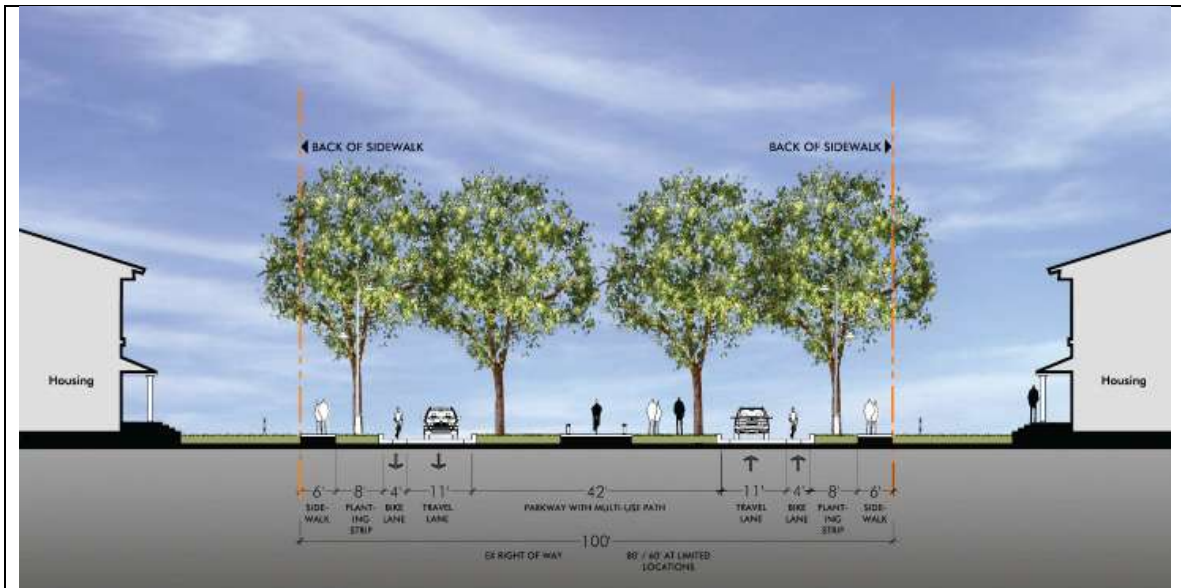 BACK OF SIDEWALK
BACK OF SIDEWALK
Housing
Housing
6' 8' 4' 11' 42' 11' 4' 8' 6'
SIDE-
WALK
PLANT-
ING
STRIP
BIKE
LANE
TRAVEL
LANE
PARKWAY WITH MULTI-USE PATH
TRAVEL
LANE
BIKE
LANE
PLANT-
ING
STRIP
SIDE-
WALK
100'
EX RIGHT OF WAY
80' / 60' AT LIMITED
LOCATIONS